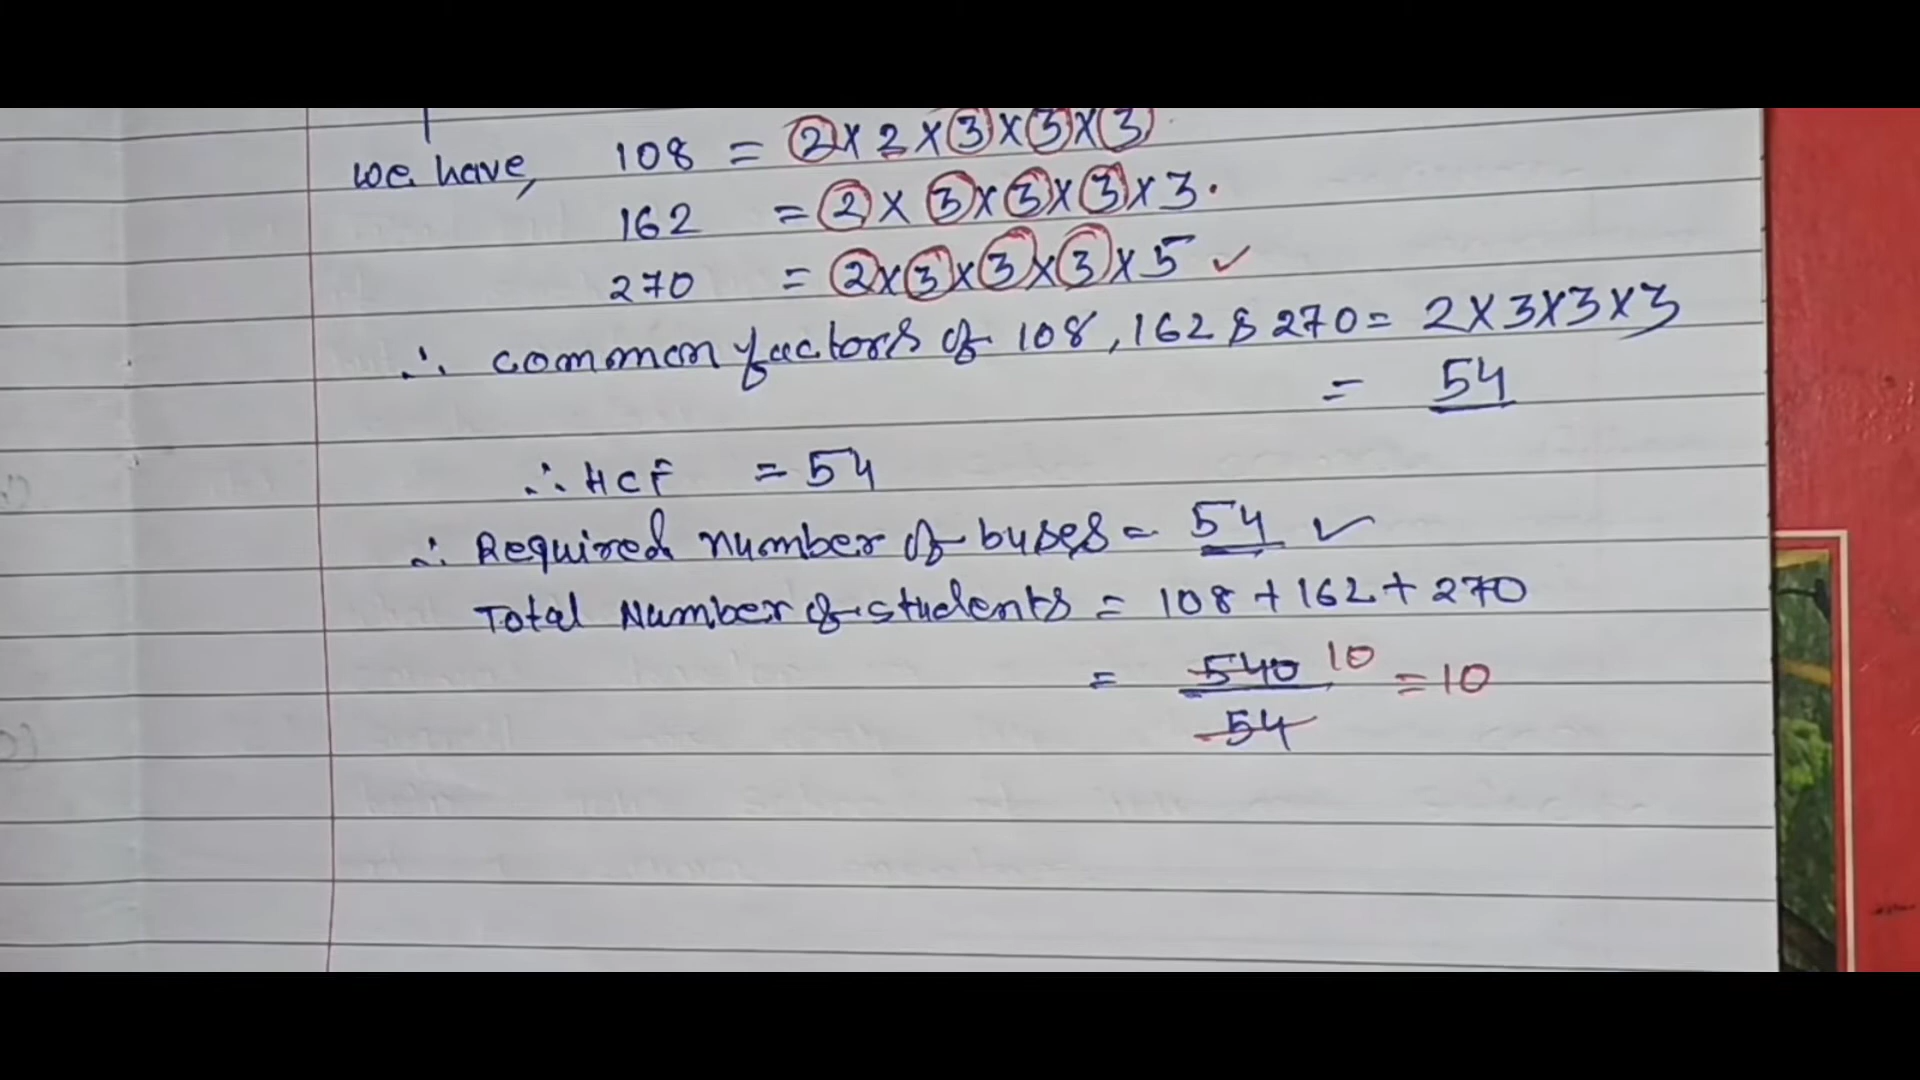 we have, 108 = 2 x 2 x 3 x 3 x 3
162 = 2 x 3 x 3 x 3 x 3.
270 = 2 x 3 x 3 x 3 x 5 ✓
∴ common factors of 108, 162 & 270 = 2 x 3 x 3 x 3
= 54
∴ HCF = 54
∴ Required number of buses = 54 ✓
Total Number of students = 108 + 162 + 270
= 540 10 = 10
54